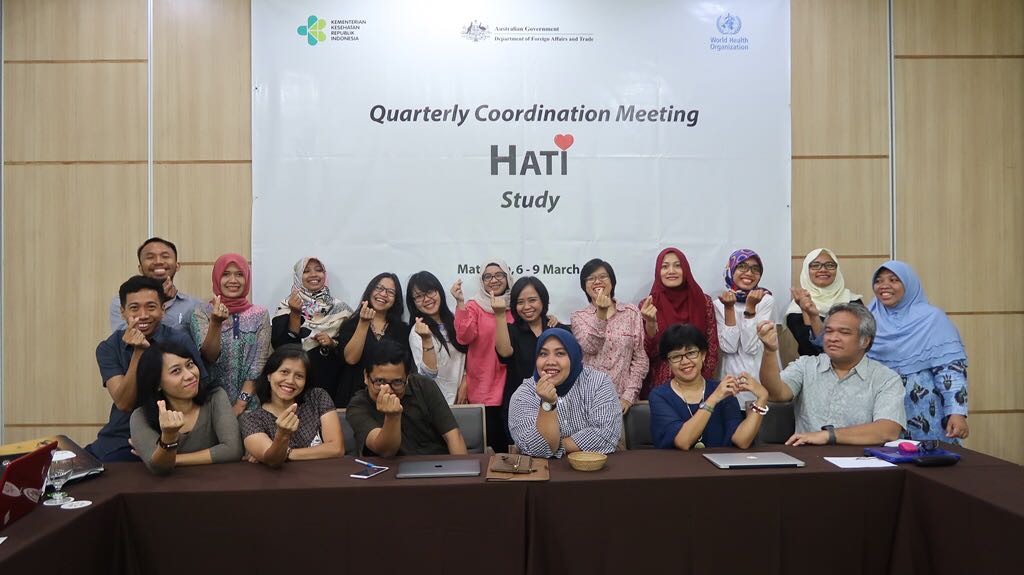 KEMENTERIAN
KESEHATAN
REPUBLIK
INDONESIA
Australian Government
Department of Foreign Affairs and Trade
World Health
Organization
Quarterly Coordination Meeting
HATI
Study
6 - 9 March